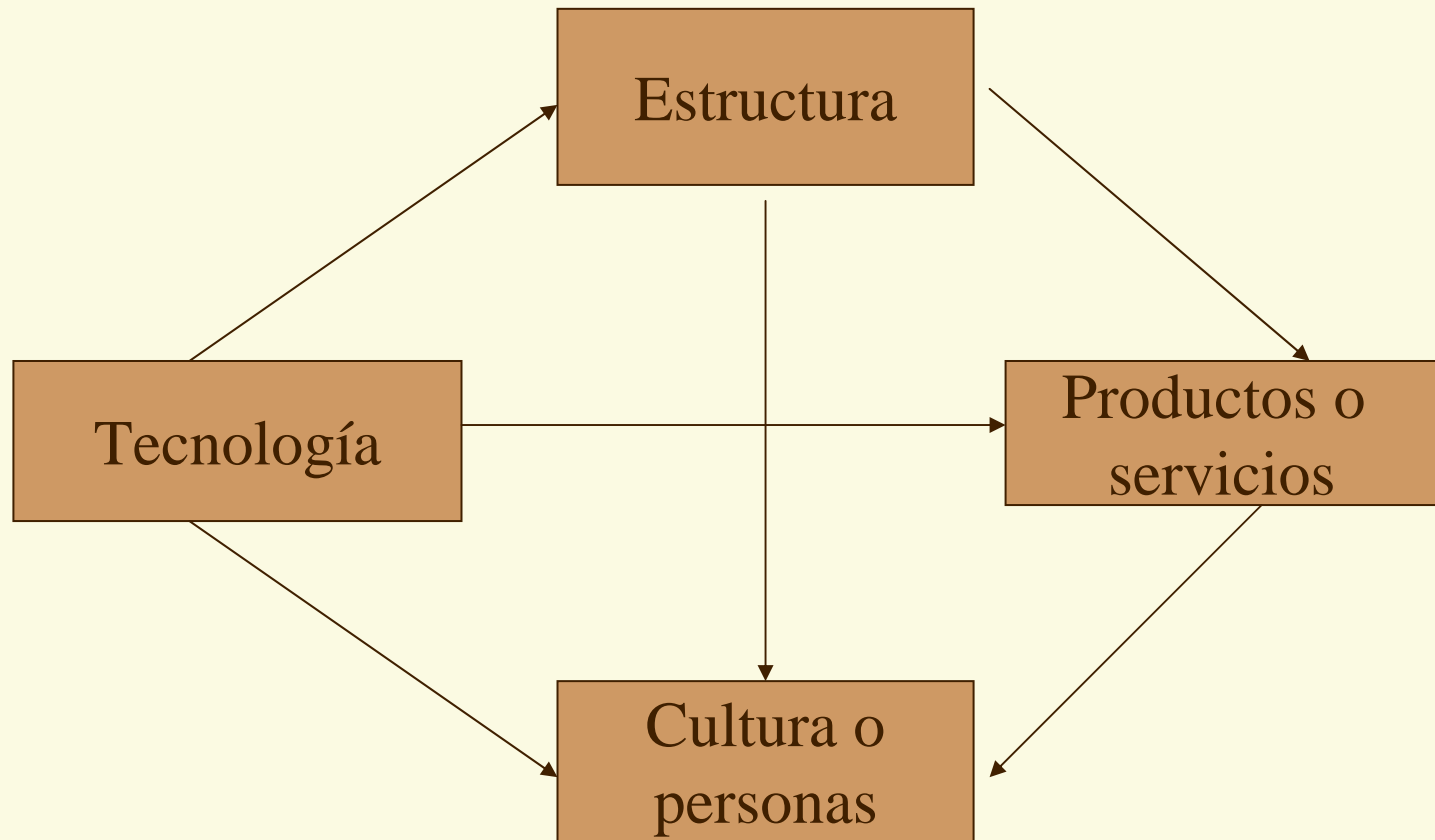 Estructura
Tecnología
Productos o
servicios
Cultura o
personas